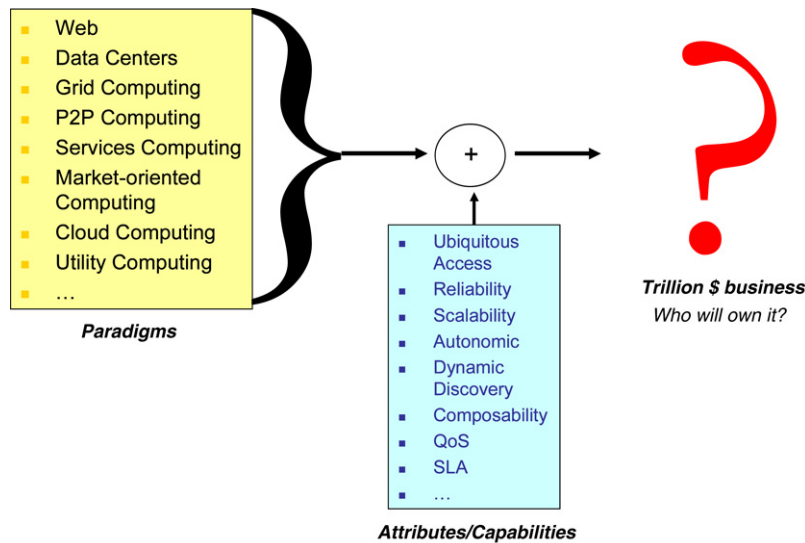 Web
Data Centers
Grid Computing
P2P Computing
Services Computing
Market-oriented
Computing
Cloud Computing
Utility Computing
…
Paradigms
+
Ubiquitous
Access
Reliability
Scalability
Autonomic
Dynamic
Discovery
Composability
QoS
SLA
…
Attributes/Capabilities
?
Trillion $ business
Who will own it?